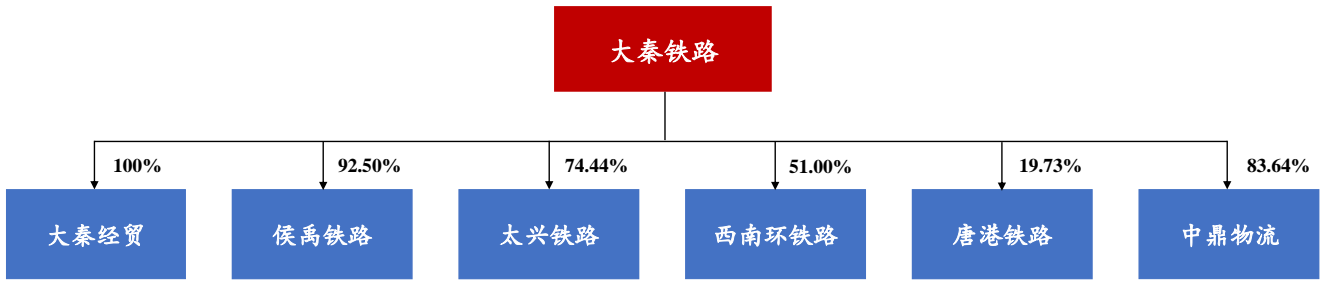 大秦铁路
100%
92.50%
74.44%
51.00%
19.73%
83.64%
大秦经贸
侯禹铁路
太兴铁路
西南环铁路
唐港铁路
中鼎物流